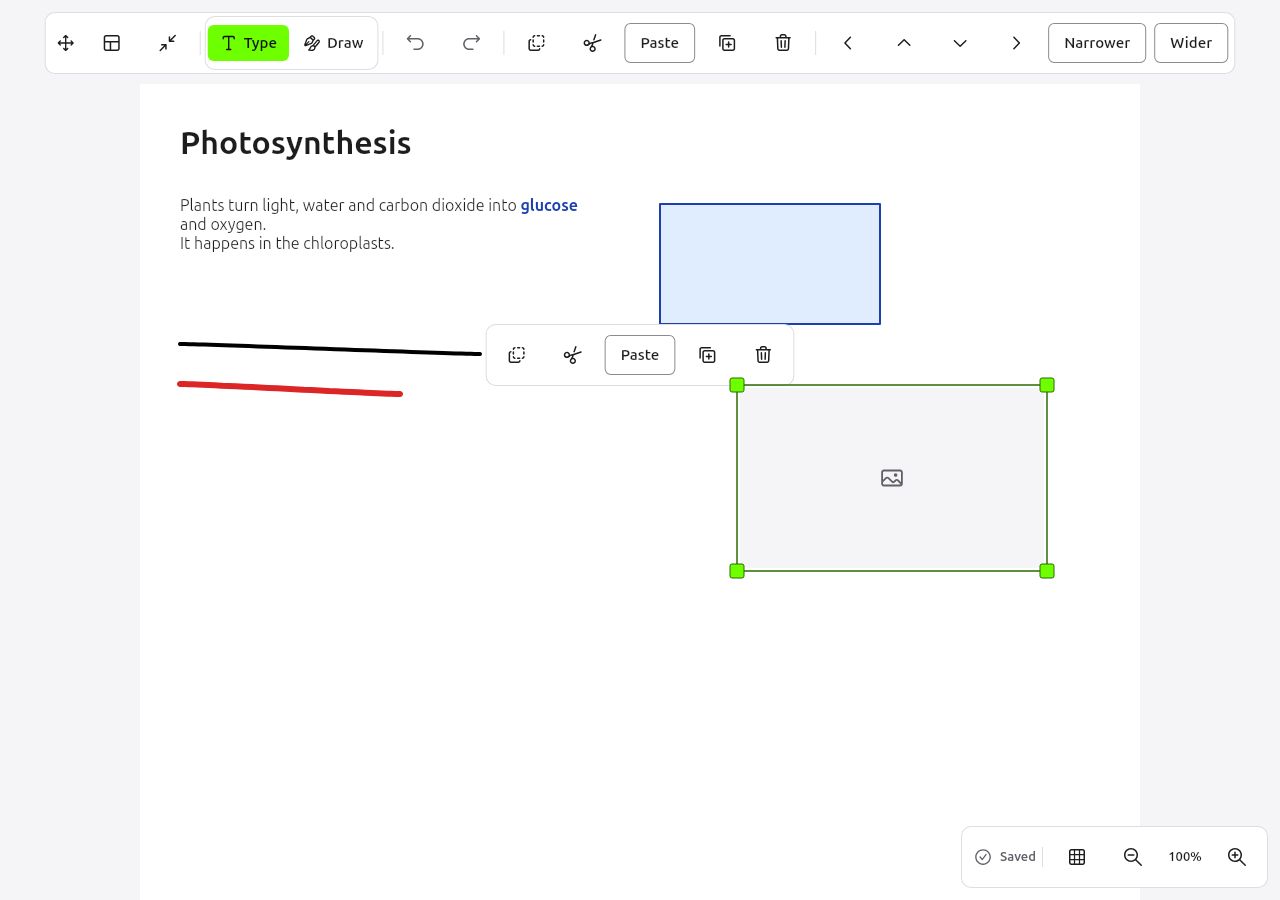 Type
Draw
Paste
Narrower
Wider
Photosynthesis
Plants turn light, water and carbon dioxide into glucose
and oxygen.
It happens in the chloroplasts.
Paste
Saved
100%